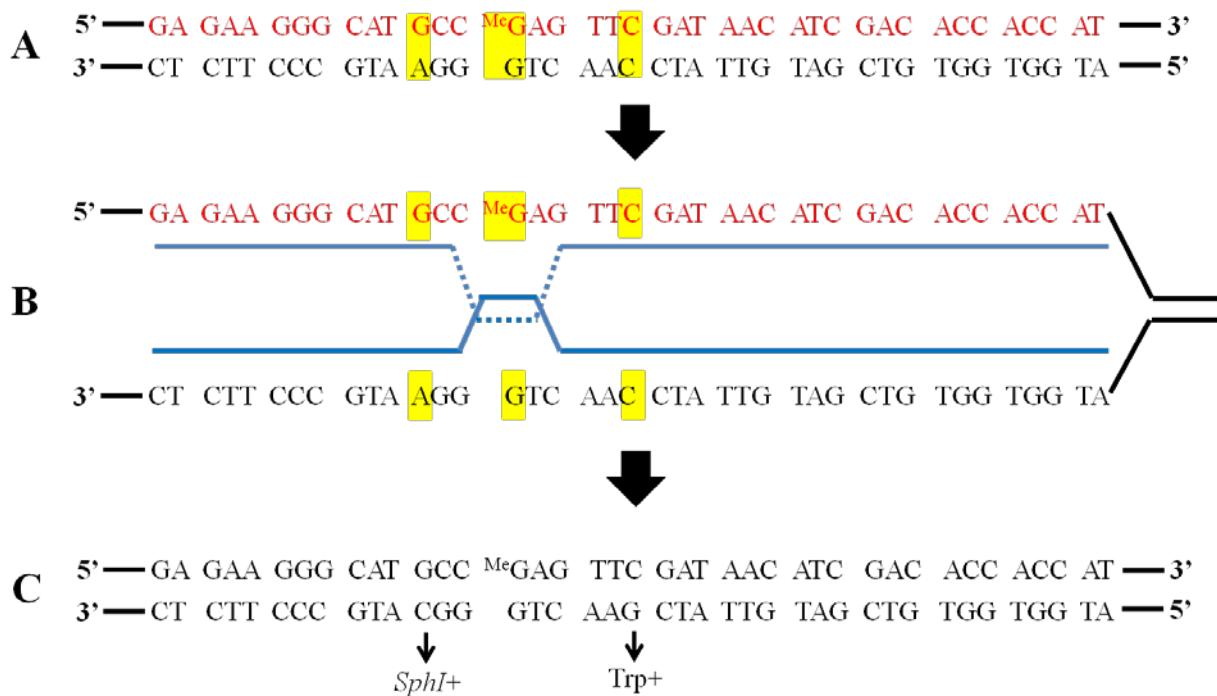 A
5’ GA GAA GGG CAT GCC MeGAG TTC GAT AAC ATC GAC ACC ACC AT 3’
3’ CT CTT CCC GTA AGG GTC AAC CTA TTG TAG CTG TGG TGG TA 5’
5’ GA GAA GGG CAT GCC MeGAG TTC GAT AAC ATC GAC ACC ACC AT
B
3’ CT CTT CCC GTA AGG GTC AAC CTA TTG TAG CTG TGG TGG TA
C
5’ GA GAA GGG CAT GCC MeGAG TTC GAT AAC ATC GAC ACC ACC AT 3’
3’ CT CTT CCC GTA CGG GTC AAG CTA TTG TAG CTG TGG TGG TA 5’
SphI+ Trp+